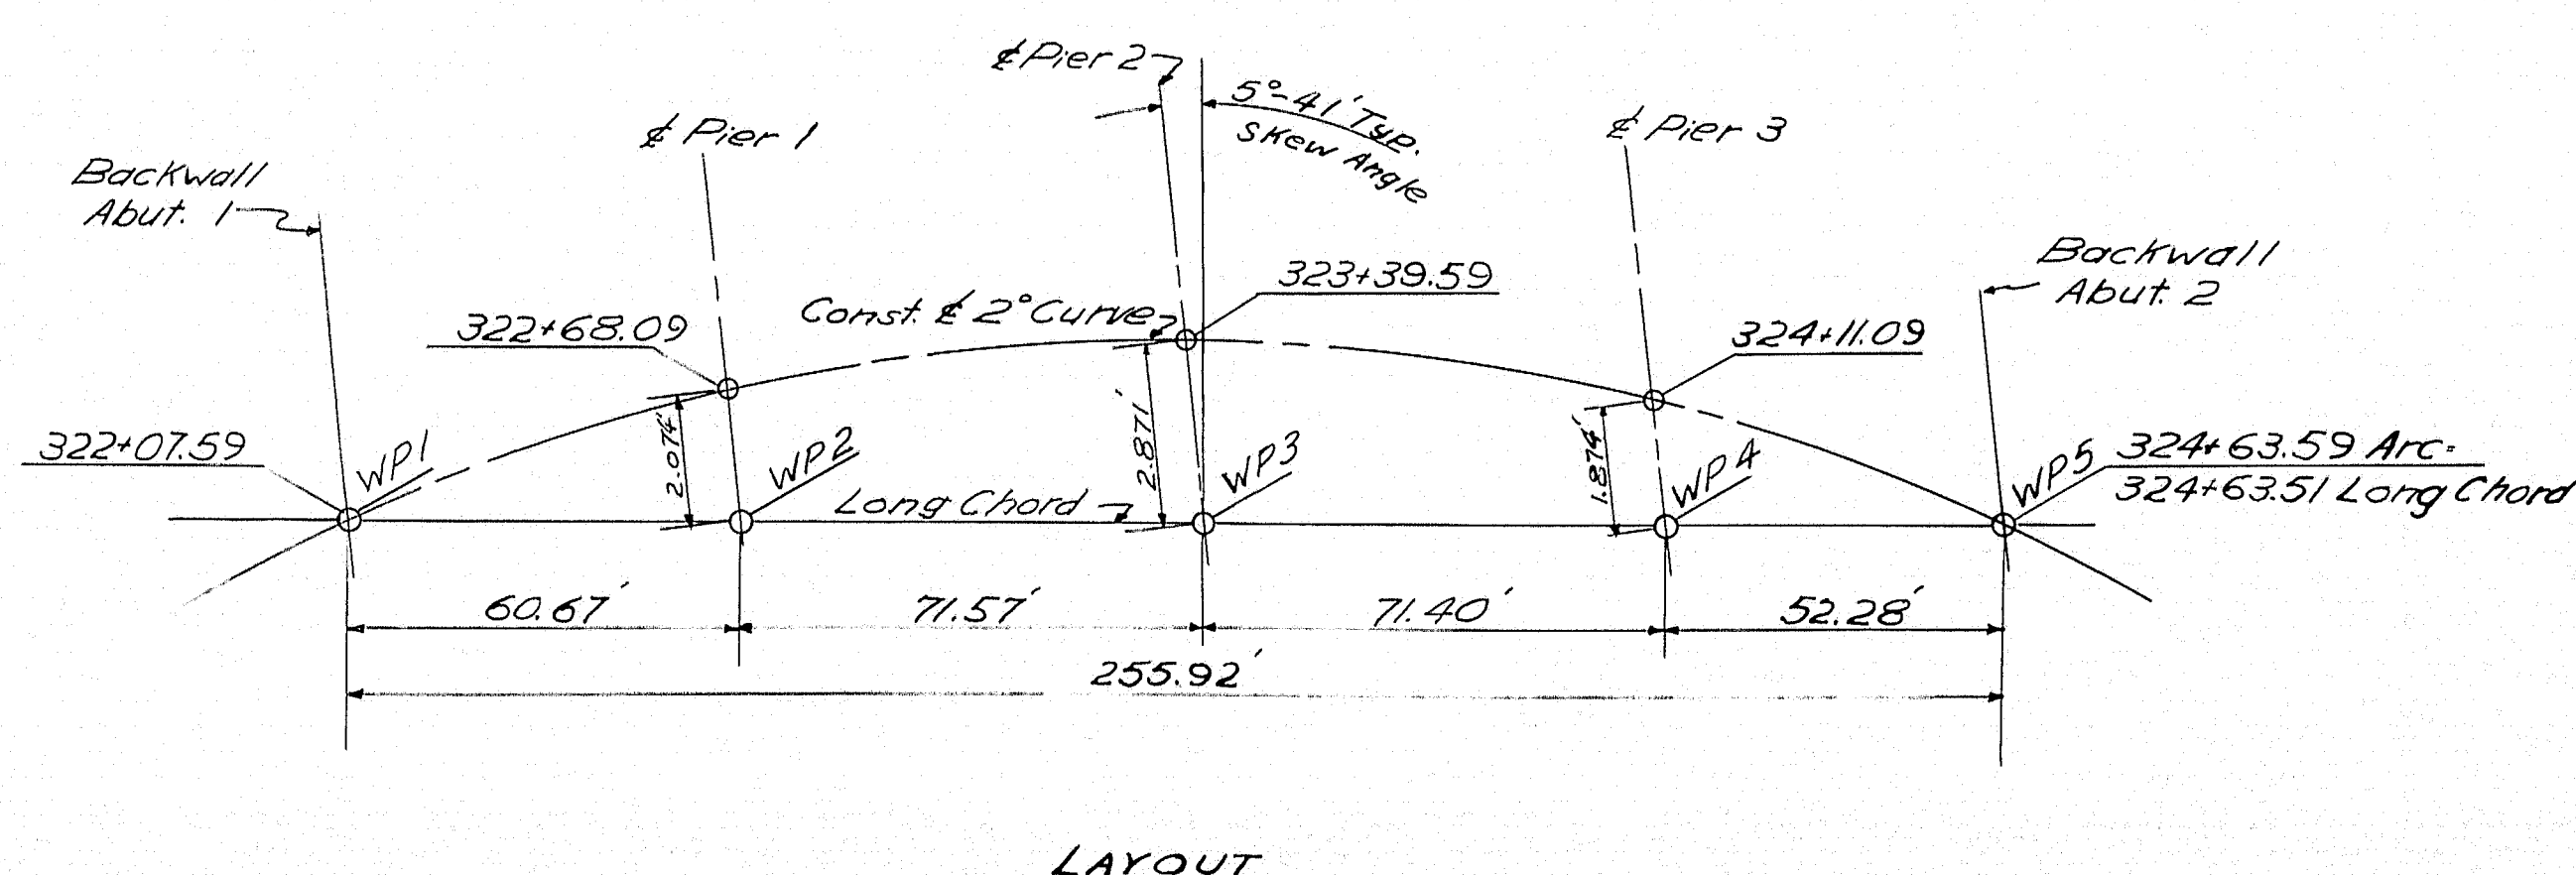 ℄ Pier 2
5°-41' Typ.
Skew Angle
℄ Pier 1
℄ Pier 3
Backwall
Abut. 1
Backwall
Abut. 2
323+39.59
Const. ℄ 2° Curve
322+68.09
324+11.09
322+07.59
WP1
2.074'
WP2
2.871'
WP3
1.874'
WP4
WP5
324+63.59 Arc=
324+63.51 Long Chord
Long Chord
60.67'
71.57'
71.40'
52.28'
255.92'
LAYOUT